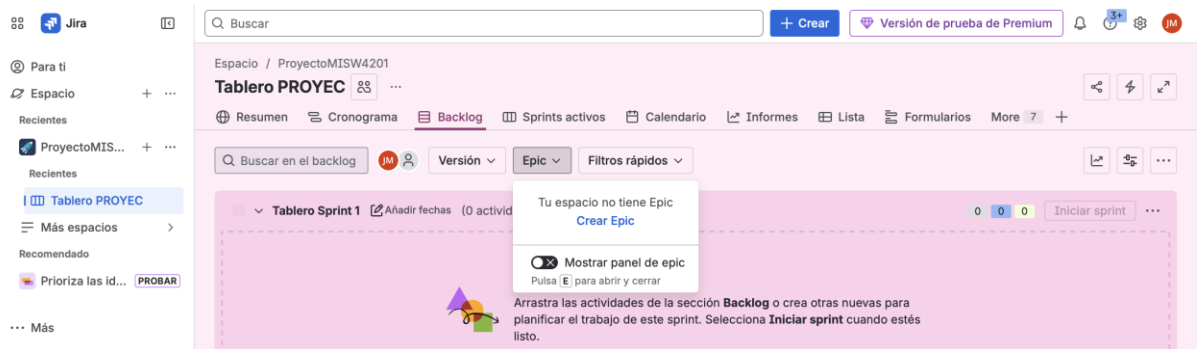 Jira
Buscar
+ Crear
Versión de prueba de Premium
3+
JM
Para ti
Espacio
Recientes
ProyectoMIS...
Recientes
Tablero PROYEC
Más espacios
Recomendado
Prioriza las id... PROBAR
Más
Espacio / ProyectoMISW4201
Tablero PROYEC
Resumen Cronograma Backlog Sprints activos Calendario Informes Lista Formularios More 7
Buscar en el backlog JM Versión Epic Filtros rápidos
Tu espacio no tiene Epic
Crear Epic
Mostrar panel de epic
Pulsa E para abrir y cerrar
Tablero Sprint 1 Añadir fechas (0 activid 0 0 0 Iniciar sprint
Arrastra las actividades de la sección Backlog o crea otras nuevas para
planificar el trabajo de este sprint. Selecciona Iniciar sprint cuando estés
listo.